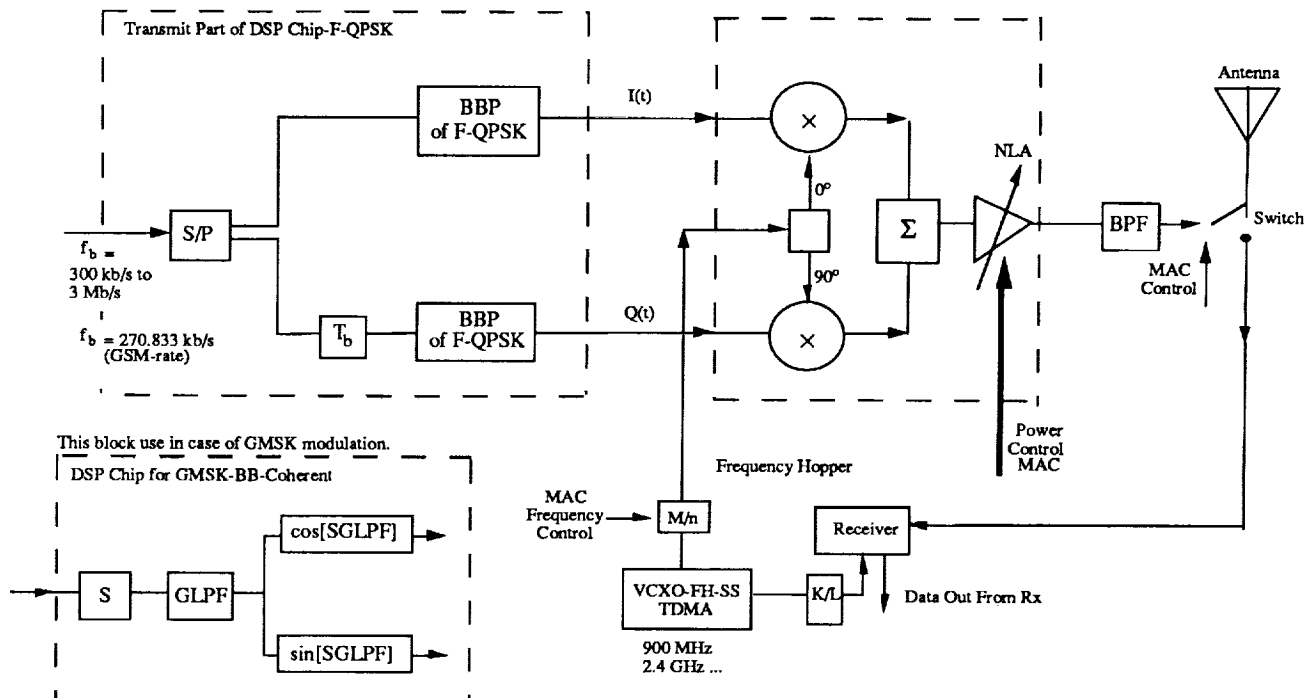 Transmit Part of DSP Chip-F-QPSK
BBP
of F-QPSK
I(t)
×
0°
S/P
f_b =
300 kb/s to
3 Mb/s
f_b = 270.833 kb/s
(GSM-rate)
T_b
BBP
of F-QPSK
Q(t)
90°
×
Σ
NLA
BPF
Antenna
Switch
MAC
Control
Power
Control
MAC
This block use in case of GMSK modulation.
DSP Chip for GMSK-BB-Coherent
S
GLPF
cos[SGLPF]
sin[SGLPF]
Frequency Hopper
MAC
Frequency
Control
M/n
VCXO-FH-SS
TDMA
900 MHz
2.4 GHz ...
K/L
Receiver
Data Out From Rx